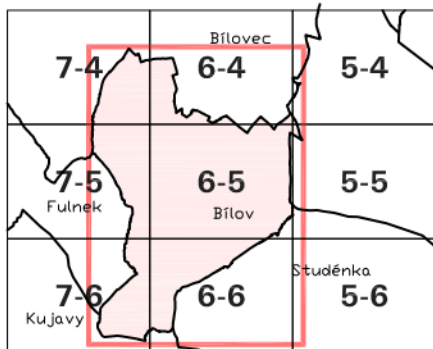 Bílovec
7-4 6-4 5-4
7-5 6-5 5-5
Fulnek Bílov
Studénka
7-6 6-6 5-6
Kujavy